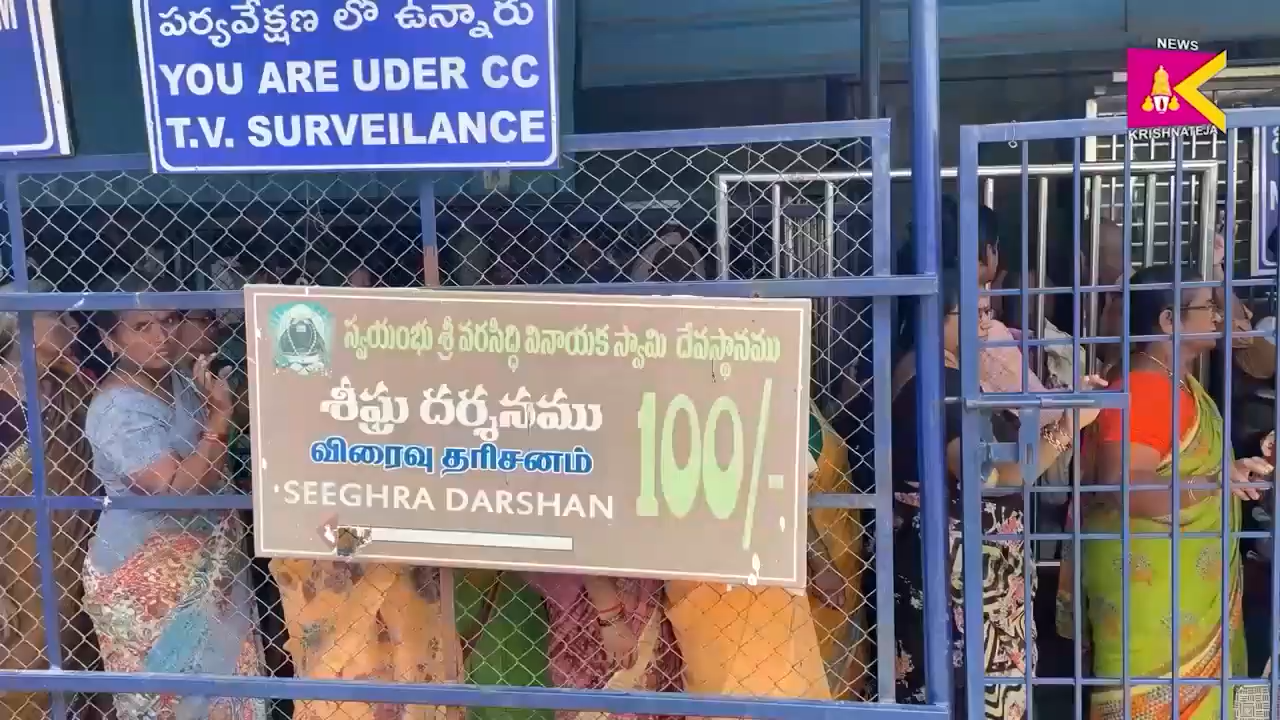 పర్యవేక్షణ లో ఉన్నారు
YOU ARE UDER CC
T.V. SURVEILANCE
NEWS
KRISHNATEJA
స్వయంభు శ్రీ వరసిద్ధి వినాయక స్వామి దేవస్థానము
శీఘ్ర దర్శనము
விரைவு தரிசனம்
SEEGHRA DARSHAN
100/-